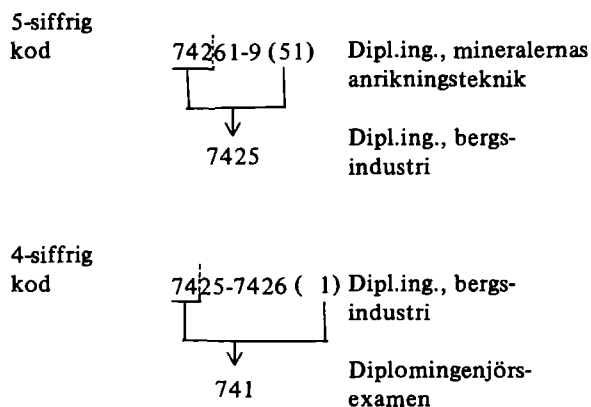 5-siffrig
kod 74261-9 (51) Dipl.ing., mineralernas
anrikningsteknik
7425 Dipl.ing., bergs-
industri
4-siffrig
kod 7425-7426 ( 1) Dipl.ing., bergs-
industri
741 Diplomingenjörs-
examen